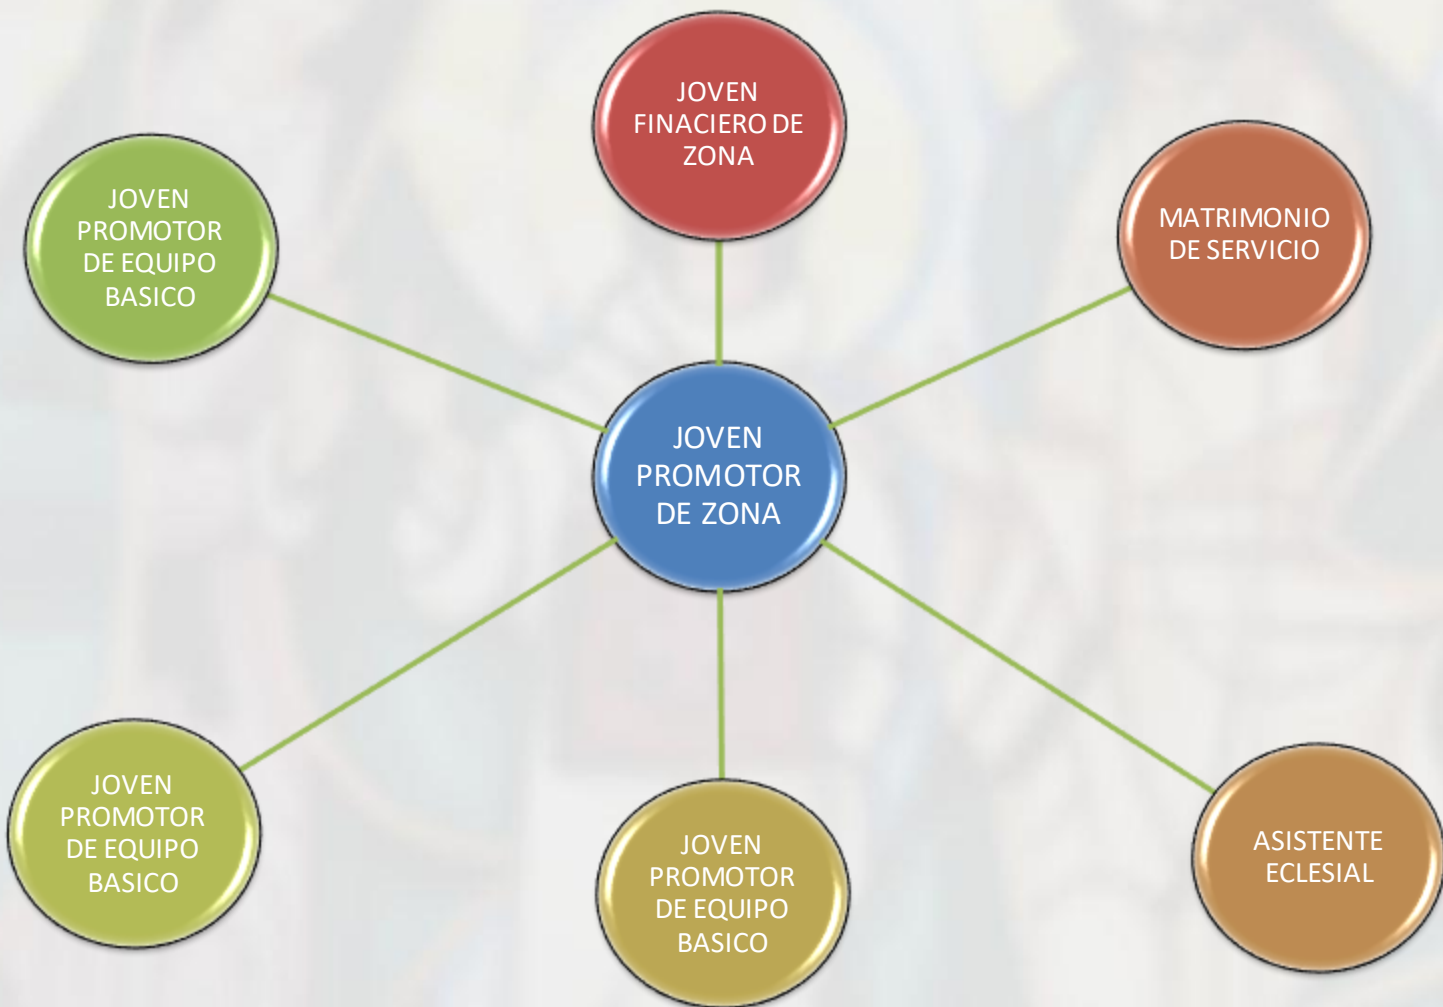 JOVEN
FINACIERO DE
ZONA
JOVEN
PROMOTOR
DE EQUIPO
BASICO
MATRIMONIO
DE SERVICIO
JOVEN
PROMOTOR
DE ZONA
JOVEN
PROMOTOR
DE EQUIPO
BASICO
JOVEN
PROMOTOR
DE EQUIPO
BASICO
ASISTENTE
ECLESIAL